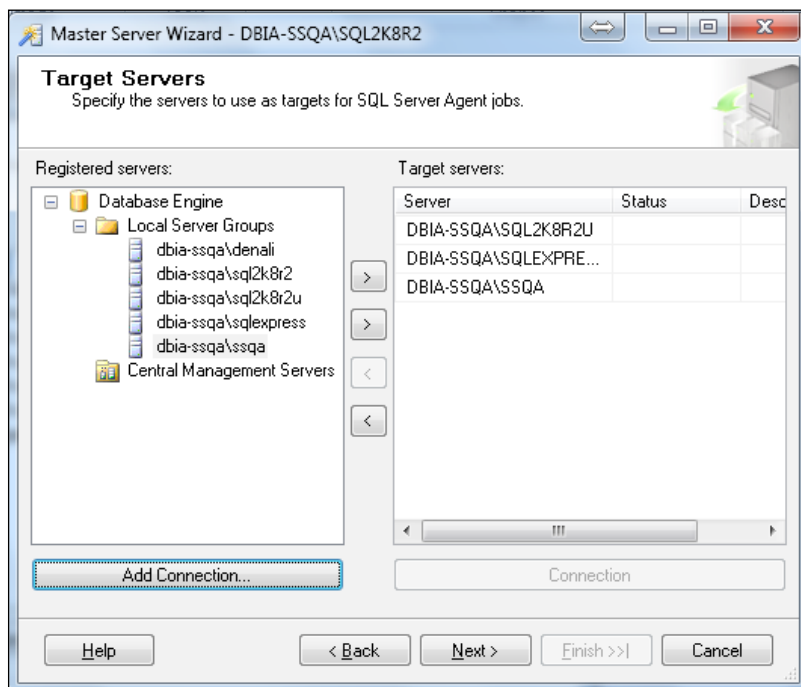 Master Server Wizard - DBIA-SSQA\SQL2K8R2
Target Servers
Specify the servers to use as targets for SQL Server Agent jobs.
Registered servers:
Database Engine
Local Server Groups
dbia-ssqa\denali
dbia-ssqa\sql2k8r2
dbia-ssqa\sql2k8r2u
dbia-ssqa\sqlexpress
dbia-ssqa\ssqa
Central Management Servers
Add Connection...
>
>
<
<
Target servers:
Server Status Desc
DBIA-SSQA\SQL2K8R2U
DBIA-SSQA\SQLEXPRE...
DBIA-SSQA\SSQA
Connection
Help < Back Next > Finish >>| Cancel